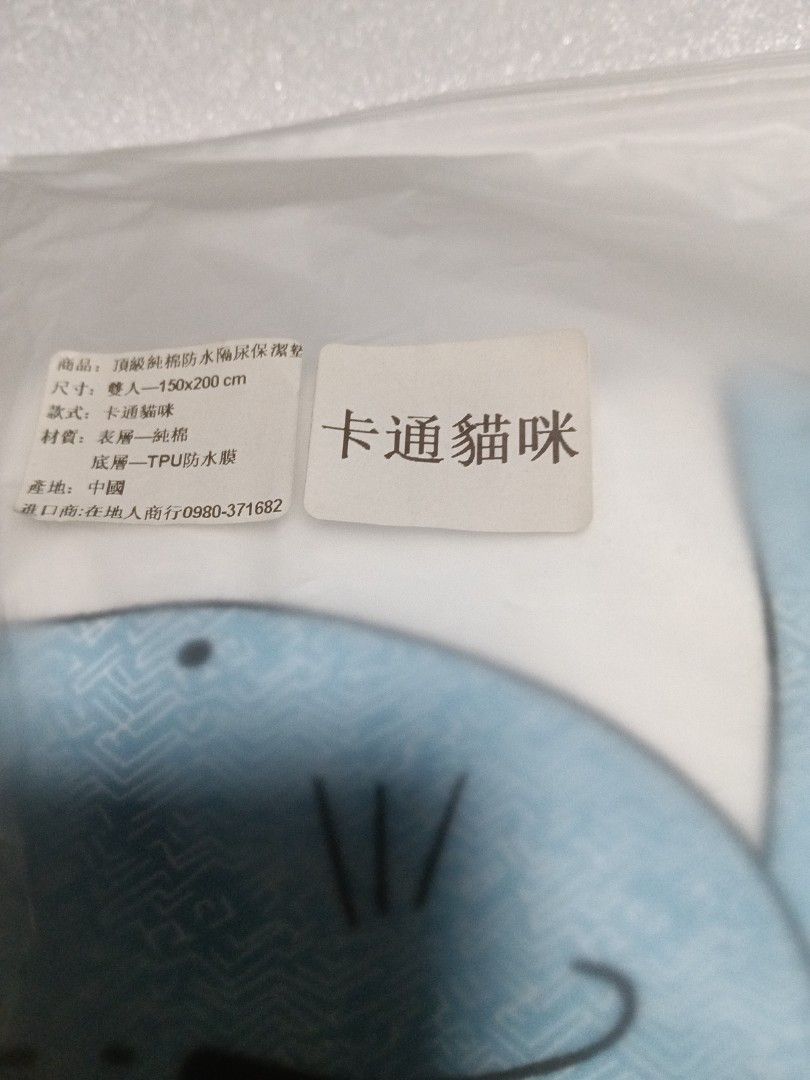 商品：頂級純棉防水隔尿保潔墊
尺寸：雙人—150x200 cm
款式：卡通貓咪
材質：表層—純棉
底層—TPU防水膜
產地：中國
進口商:在地人商行0980-371682
卡通貓咪